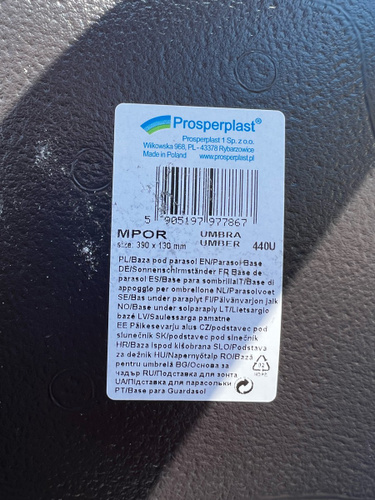 Prosperplast®
Prosperplast 1 Sp. z o.o.
Wilkowska 968, PL - 43378 Rybarzowice
Made in Poland www.prosperplast.pl
5 905197 977867
MPOR UMBRA
size: 390 x 130 mm UMBER 440U
PL/Baza pod parasol EN/Parasol Base
DE/Sonnenschirmständer FR Base de
parasol ES/Base para sombrilla IT/Base di
appoggio per ombrellone NL/Parasolvoet
SE/Bas under paraplyt FI/Päivänvarjon jalk
NO/Base under solparaply LT/Lietsargio
bazė LV/Saulessarga pamatne
EE Päikesevarju alus CZ/podstavec pod
slunečník SK/podstavec pod slnečník
HR/Baza ispod kišobrana SLO/Podstava
za dežnik HU/Napernyőtalp RO/Bază
pentru umbrelă BG/Основа за
чадър RU/Подставка для зонта
UA/Підставка для парасольки
PT/Base para Guardasol